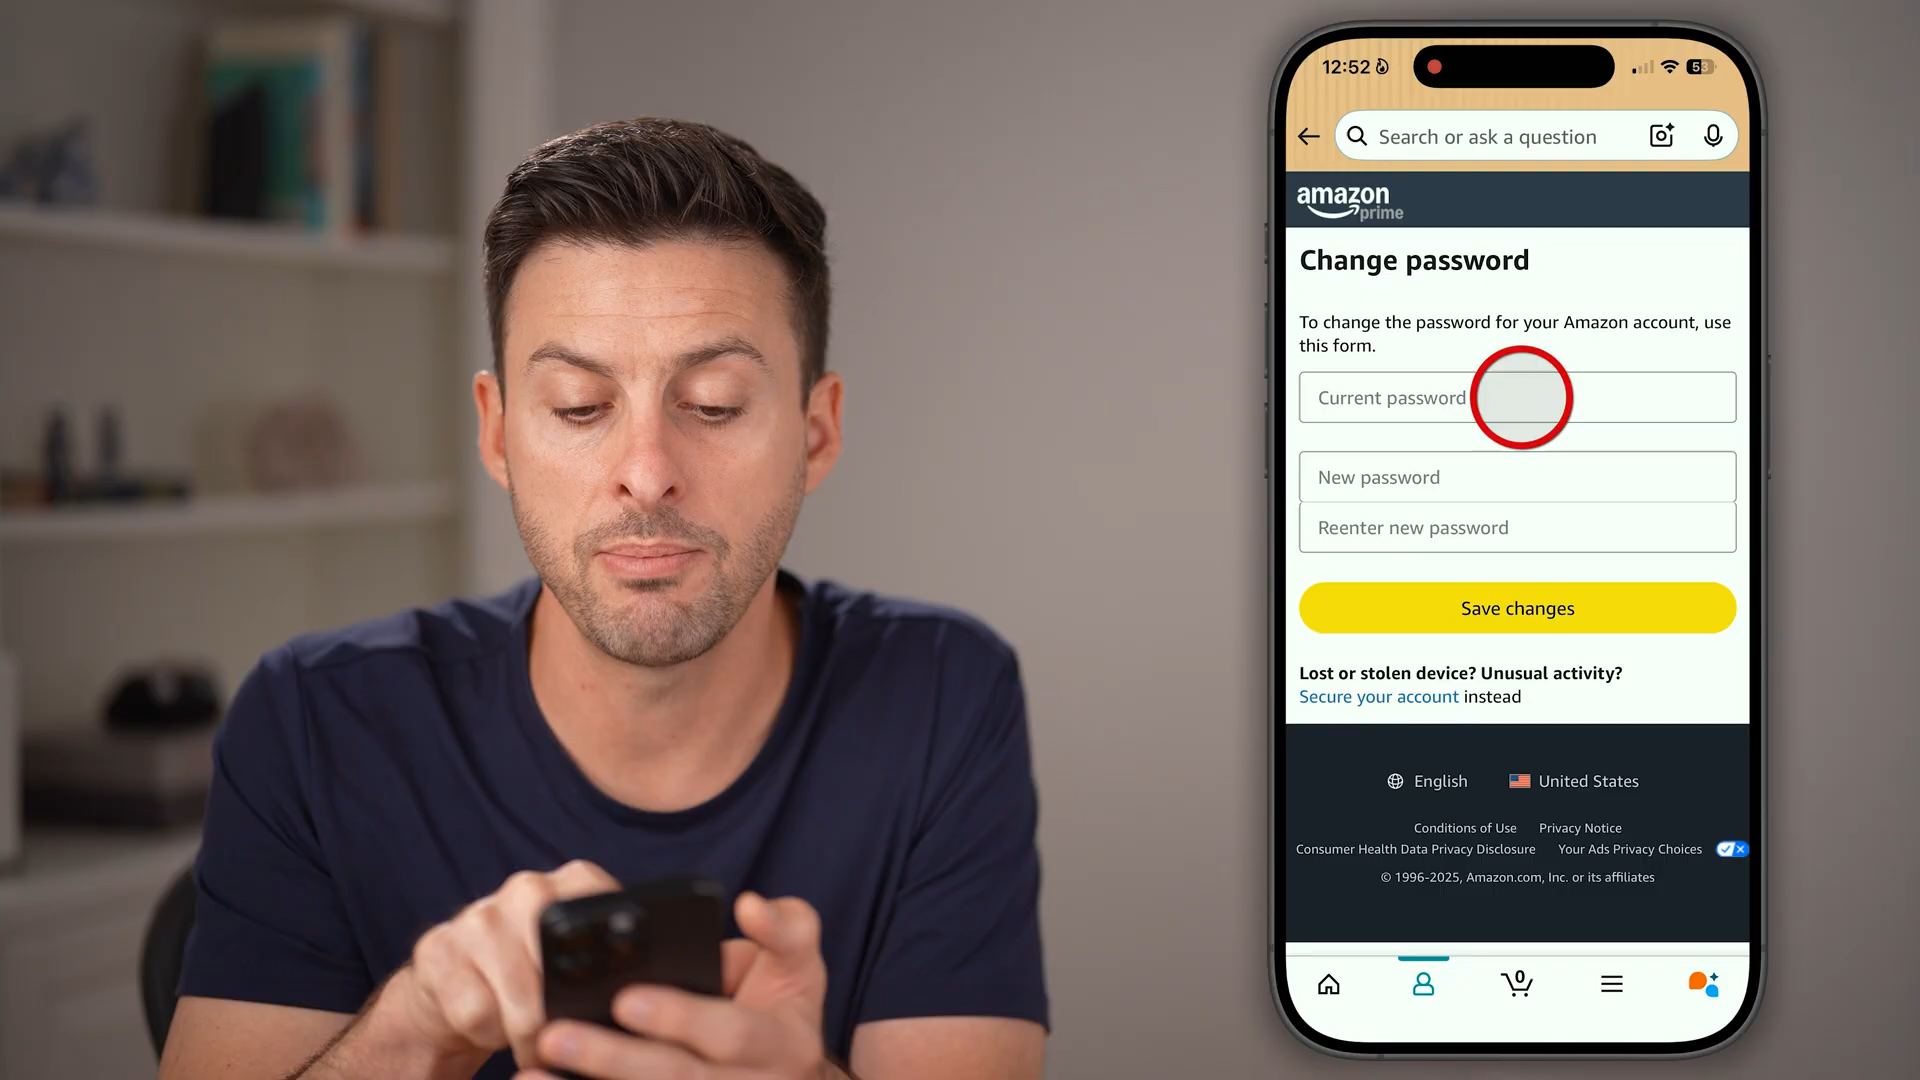 12:52
53
Search or ask a question
amazon
prime
Change password
To change the password for your Amazon account, use
this form.
Current password
New password
Reenter new password
Save changes
Lost or stolen device? Unusual activity?
Secure your account instead
English United States
Conditions of Use Privacy Notice
Consumer Health Data Privacy Disclosure Your Ads Privacy Choices
© 1996-2025, Amazon.com, Inc. or its affiliates
0